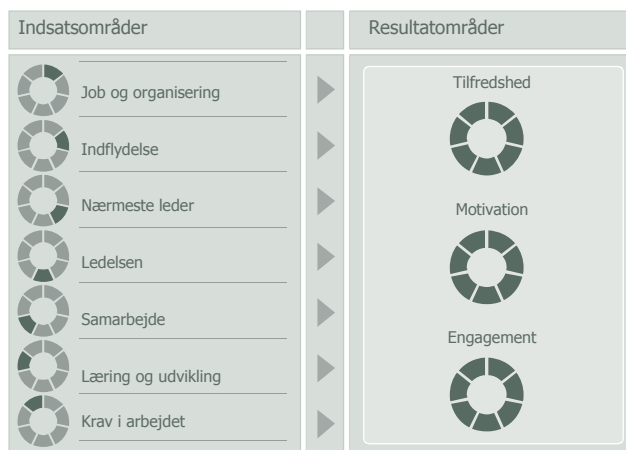 Indsatsområder
Resultatområder
Job og organisering
Indflydelse
Nærmeste leder
Ledelsen
Samarbejde
Læring og udvikling
Krav i arbejdet
Tilfredshed
Motivation
Engagement